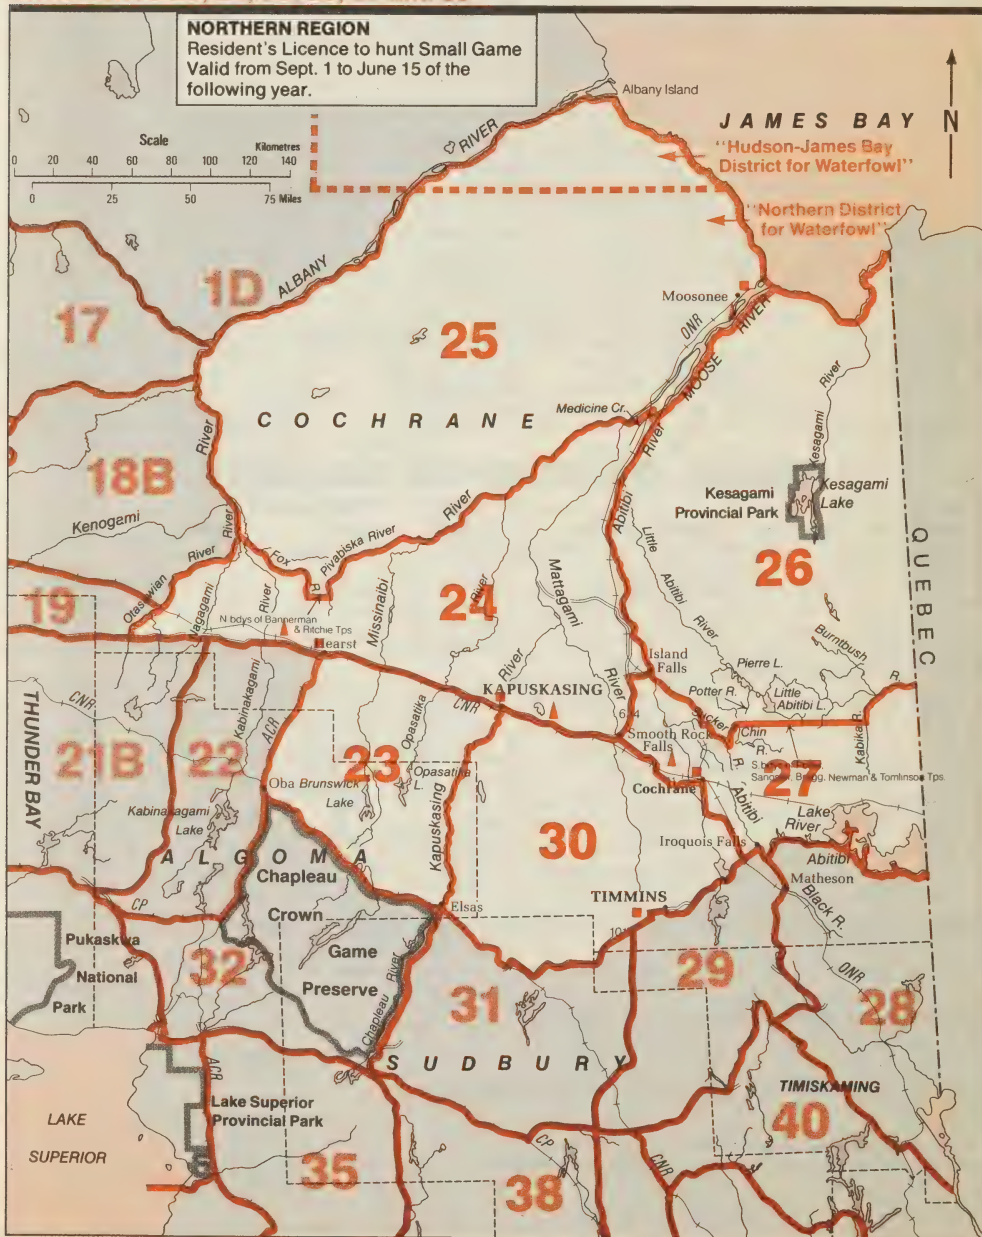 NORTHERN REGION
Resident's Licence to hunt Small Game
Valid from Sept. 1 to June 15 of the
following year.
Albany Island
JAMES BAY
N
Scale
Kilometres
0 20 40 60 80 100 120 140
0 25 50 75 Miles
RIVER
"Hudson-James Bay
District for Waterfowl"
"Northern District
for Waterfowl"
ALBANY
1D
17
Moosonee
ONR
RIVER
25
MOOSE
COCHRANE
Medicine Cr.
River
River
River
Kesagami
18B
Kesagami
Lake
Kesagami
Provincial Park
Kenogami
River
River
Abitibi
Little
Abitibi
River
QUEBEC
Fox
R.
Pivabiska River
River
26
19
Otasawian
River
Nagagami
River
N bdys of Bannerman
& Ritchie Tps
Hearst
Missinaibi
24
River
Mattagami
River
Burntbush
R.
Island
Falls
Pierre L.
Little
Abitibi L.
Potter R.
THUNDER BAY
CNR
Kabinakagami
ACR
KAPUSKASING
CNR
River
River
634
Smooth Rock
Falls
Sucker
R.
Chin
R.
Kabika R.
21B
22
23
Opasatika
Opasatika
L.
Sangster, Bragg, Newman & Tomlinson Tps.
27
Oba
Brunswick
Lake
Cochrane
Abitibi
Lake
River
Abitibi
Kabinakagami
Lake
Kapuskasing
30
Iroquois Falls
Matheson
ALGOMA
Chapleau
Crown
Game
Preserve
CP
Elsas
TIMMINS
101
Black R.
Pukaskwa
National
Park
32
River
Chapleau
31
29
ONR
28
SUDBURY
ACR
TIMISKAMING
40
Lake Superior
Provincial Park
LAKE
SUPERIOR
CP
CNR
35
38